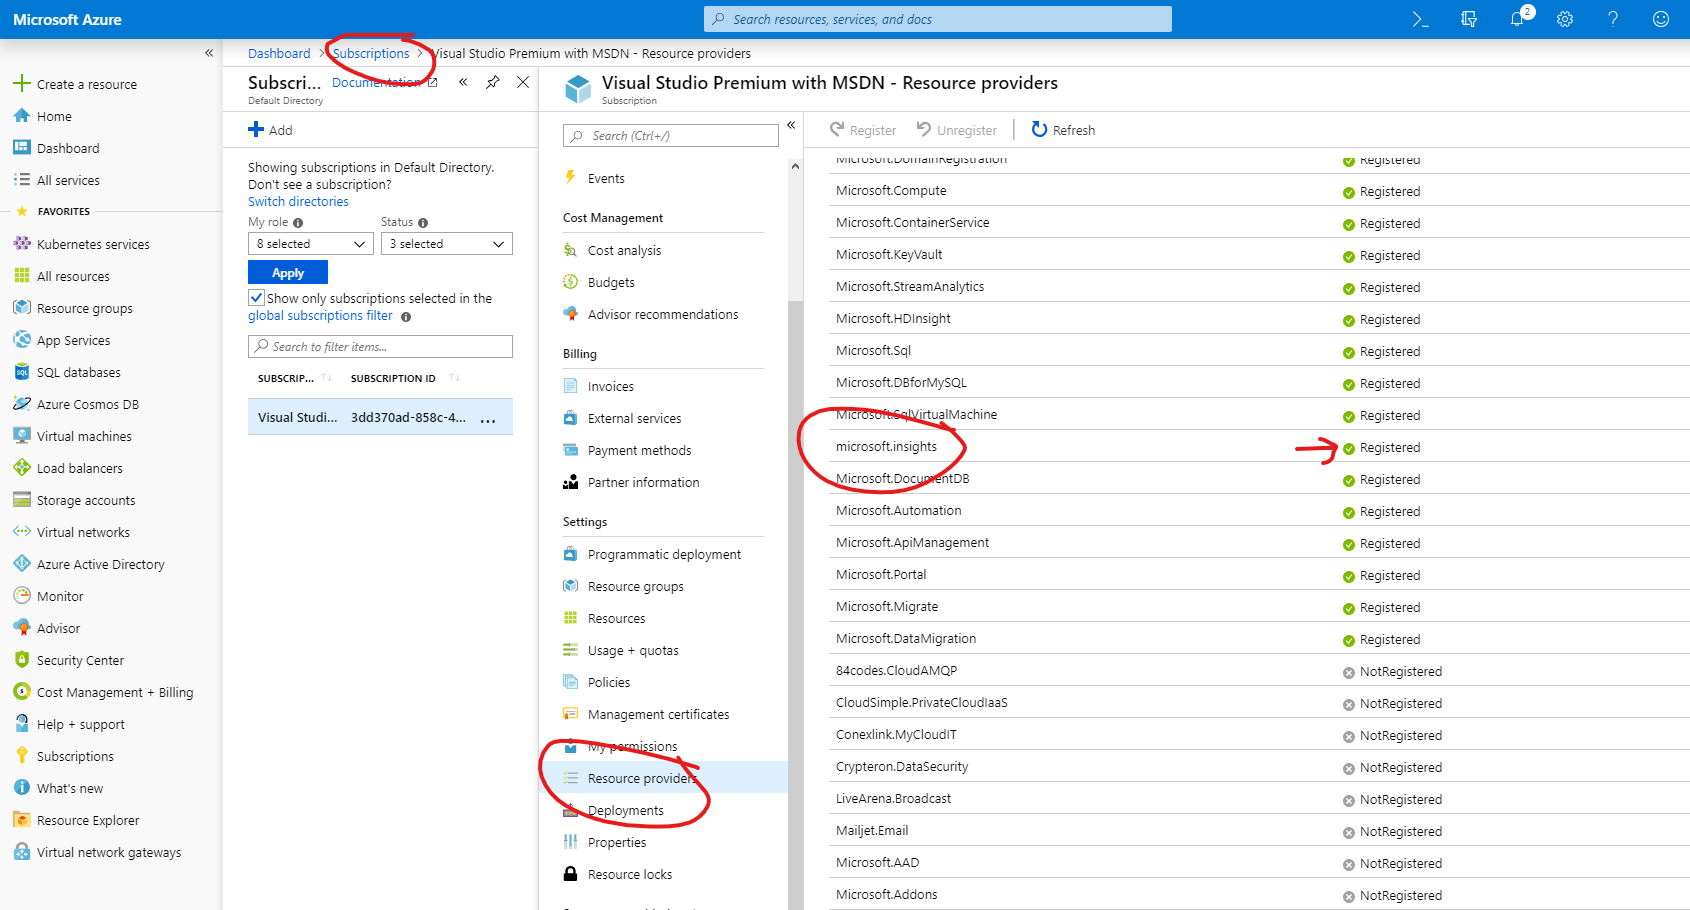 Microsoft Azure
Search resources, services, and docs
2
Dashboard > Subscriptions > Visual Studio Premium with MSDN - Resource providers
Create a resource
Home
Dashboard
All services
FAVORITES
Kubernetes services
All resources
Resource groups
App Services
SQL databases
Azure Cosmos DB
Virtual machines
Load balancers
Storage accounts
Virtual networks
Azure Active Directory
Monitor
Advisor
Security Center
Cost Management + Billing
Help + support
Subscriptions
What's new
Resource Explorer
Virtual network gateways
Subscri... Documentation
Default Directory
Add
Showing subscriptions in Default Directory.
Don't see a subscription?
Switch directories
My role Status
8 selected 3 selected
Apply
Show only subscriptions selected in the
global subscriptions filter
Search to filter items...
SUBSCRIP... SUBSCRIPTION ID
Visual Studi... 3dd370ad-858c-4... ...
Visual Studio Premium with MSDN - Resource providers
Subscription
Search (Ctrl+/)
Events
Cost Management
Cost analysis
Budgets
Advisor recommendations
Billing
Invoices
External services
Payment methods
Partner information
Settings
Programmatic deployment
Resource groups
Resources
Usage + quotas
Policies
Management certificates
My permissions
Resource providers
Deployments
Properties
Resource locks
Register Unregister Refresh
Microsoft.DomainRegistration Registered
Microsoft.Compute Registered
Microsoft.ContainerService Registered
Microsoft.KeyVault Registered
Microsoft.StreamAnalytics Registered
Microsoft.HDInsight Registered
Microsoft.Sql Registered
Microsoft.DBforMySQL Registered
Microsoft.SqlVirtualMachine Registered
microsoft.insights Registered
Microsoft.DocumentDB Registered
Microsoft.Automation Registered
Microsoft.ApiManagement Registered
Microsoft.Portal Registered
Microsoft.Migrate Registered
Microsoft.DataMigration Registered
84codes.CloudAMQP NotRegistered
CloudSimple.PrivateCloudIaaS NotRegistered
Conexlink.MyCloudIT NotRegistered
Crypteron.DataSecurity NotRegistered
LiveArena.Broadcast NotRegistered
Mailjet.Email NotRegistered
Microsoft.AAD NotRegistered
Microsoft.Addons NotRegistered